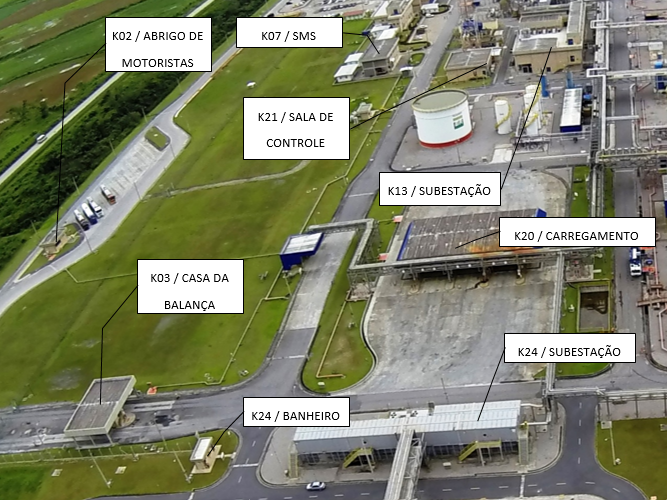 K02 / ABRIGO DE
MOTORISTAS
K07 / SMS
K21 / SALA DE
CONTROLE
K13 / SUBESTAÇÃO
K20 / CARREGAMENTO
K03 / CASA DA
BALANÇA
K24 / SUBESTAÇÃO
K24 / BANHEIRO